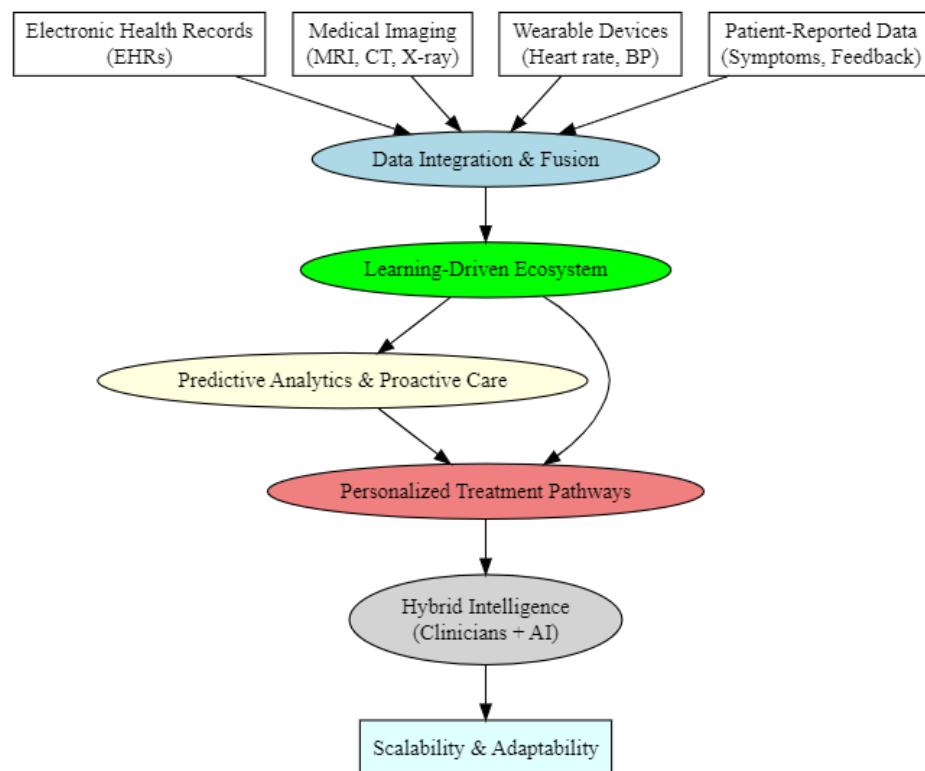 Electronic Health Records
(EHRs)
Medical Imaging
(MRI, CT, X-ray)
Wearable Devices
(Heart rate, BP)
Patient-Reported Data
(Symptoms, Feedback)
Data Integration & Fusion
Learning-Driven Ecosystem
Predictive Analytics & Proactive Care
Personalized Treatment Pathways
Hybrid Intelligence
(Clinicians + AI)
Scalability & Adaptability